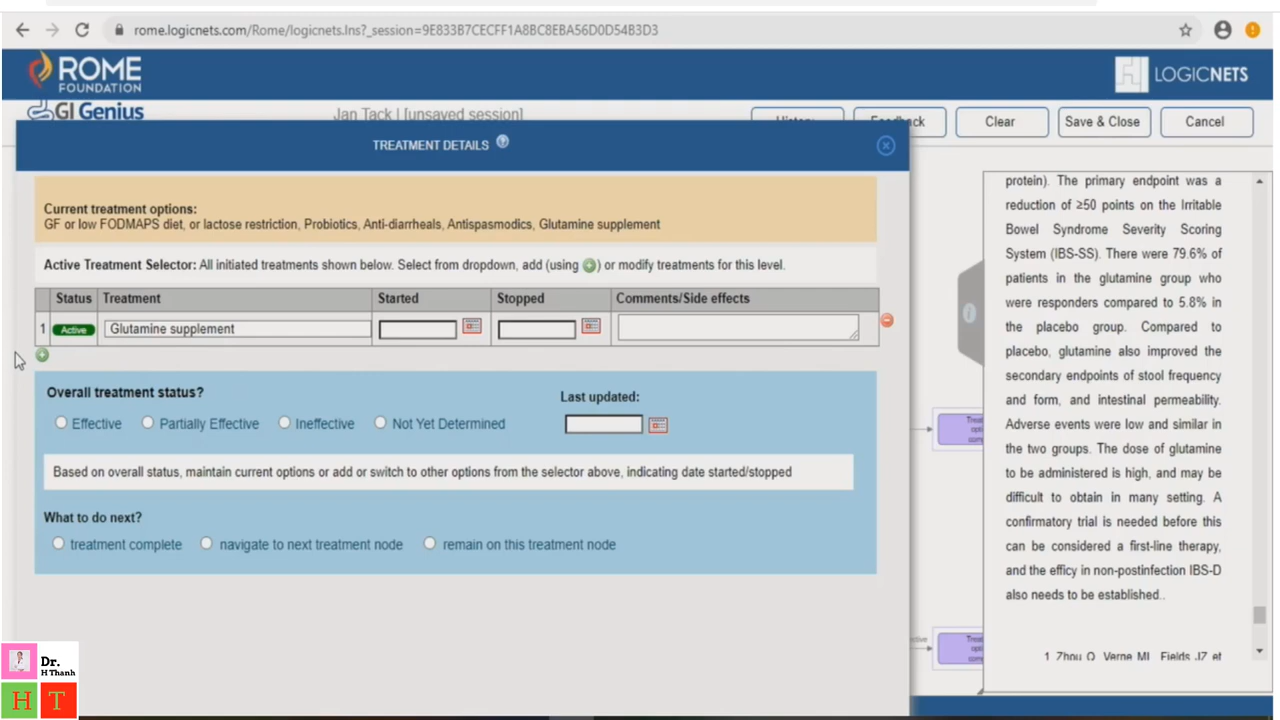 rome.logicnets.com/Rome/logicnets.lns?_session=9E833B7CECFF1A8BC8EBA56D0D54B3D3
ROME
FOUNDATION
LOGICNETS
GI Genius
Jan Tack | [unsaved session]
History
Feedback
Clear
Save & Close
Cancel
TREATMENT DETAILS
Current treatment options:
GF or low FODMAPS diet, or lactose restriction, Probiotics, Anti-diarrheals, Antispasmodics, Glutamine supplement
Active Treatment Selector: All initiated treatments shown below. Select from dropdown, add (using + ) or modify treatments for this level.
Status Treatment Started Stopped Comments/Side effects
1 Active Glutamine supplement
Overall treatment status?
Last updated:
Effective Partially Effective Ineffective Not Yet Determined
Based on overall status, maintain current options or add or switch to other options from the selector above, indicating date started/stopped
What to do next?
treatment complete navigate to next treatment node remain on this treatment node
protein). The primary endpoint was a
reduction of ≥50 points on the Irritable
Bowel Syndrome Severity Scoring
System (IBS-SS). There were 79.6% of
patients in the glutamine group who
were responders compared to 5.8% in
the placebo group. Compared to
placebo, glutamine also improved the
secondary endpoints of stool frequency
and form, and intestinal permeability.
Adverse events were low and similar in
the two groups. The dose of glutamine
to be administered is high, and may be
difficult to obtain in many setting. A
confirmatory trial is needed before this
can be considered a first-line therapy,
and the efficy in non-postinfection IBS-D
also needs to be established..
1 Zhou Q, Verne ML, Fields JZ, et
Dr.
H Thanh
H T